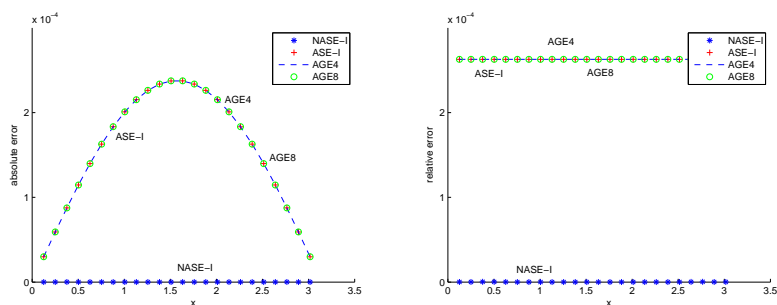 x 10−4
NASE−I
ASE−I
AGE4
AGE8
2
1
0
absolute error
ASE−I
AGE4
AGE8
NASE−I
0 0.5 1 1.5 2 2.5 3 3.5
x
x 10−4
NASE−I
ASE−I
AGE4
AGE8
2
1
0
relative error
AGE4
ASE−I
AGE8
NASE−I
0 0.5 1 1.5 2 2.5 3 3.5
x